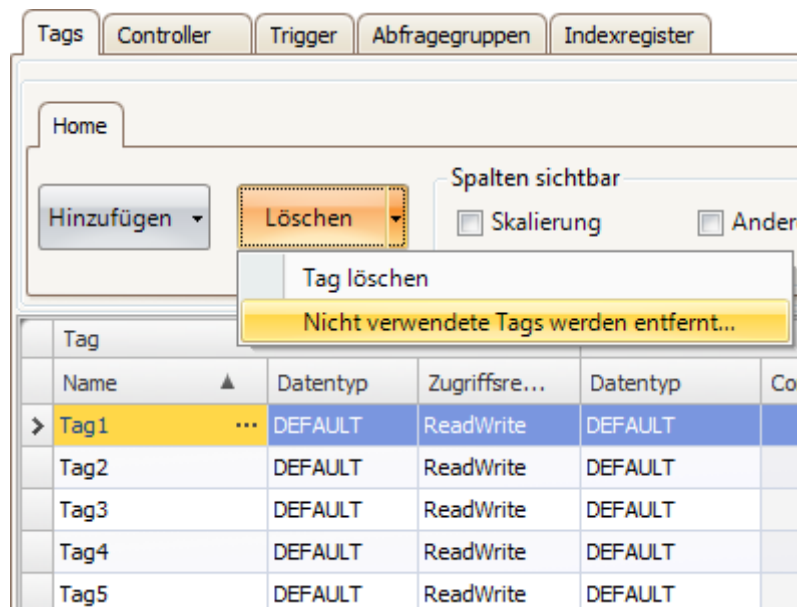 Tags Controller Trigger Abfragegruppen Indexregister
Home
Spalten sichtbar
Hinzufügen Löschen Skalierung
Tag löschen
Nicht verwendete Tags werden entfernt...
Tag
Name Datentyp Zugriffsre... Datentyp
Tag1 ... DEFAULT ReadWrite DEFAULT
Tag2 DEFAULT ReadWrite DEFAULT
Tag3 DEFAULT ReadWrite DEFAULT
Tag4 DEFAULT ReadWrite DEFAULT
Tag5 DEFAULT ReadWrite DEFAULT